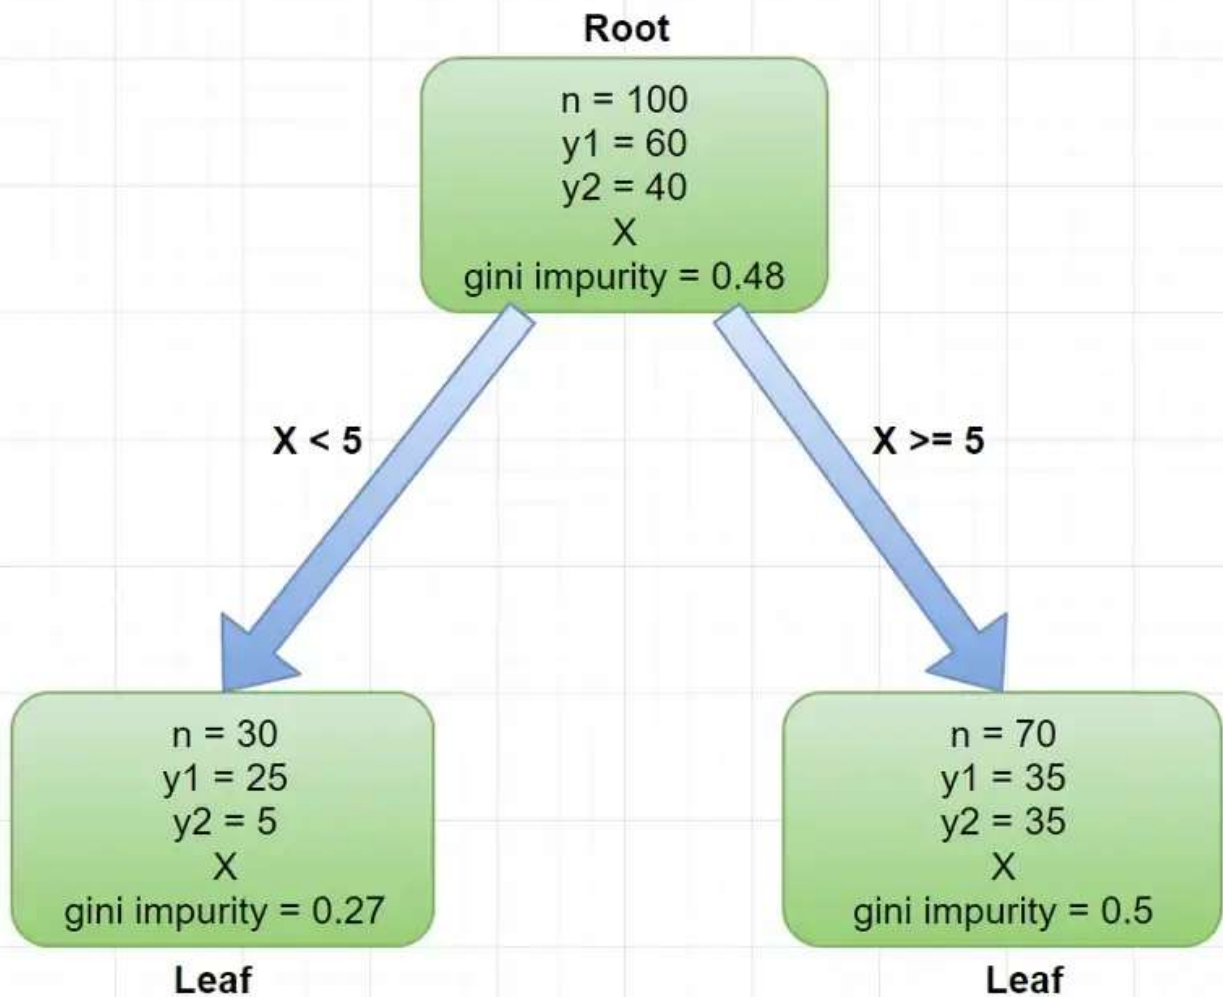 Root
n = 100
y1 = 60
y2 = 40
X
gini impurity = 0.48
X < 5
X >= 5
n = 30
y1 = 25
y2 = 5
X
gini impurity = 0.27
Leaf
n = 70
y1 = 35
y2 = 35
X
gini impurity = 0.5
Leaf